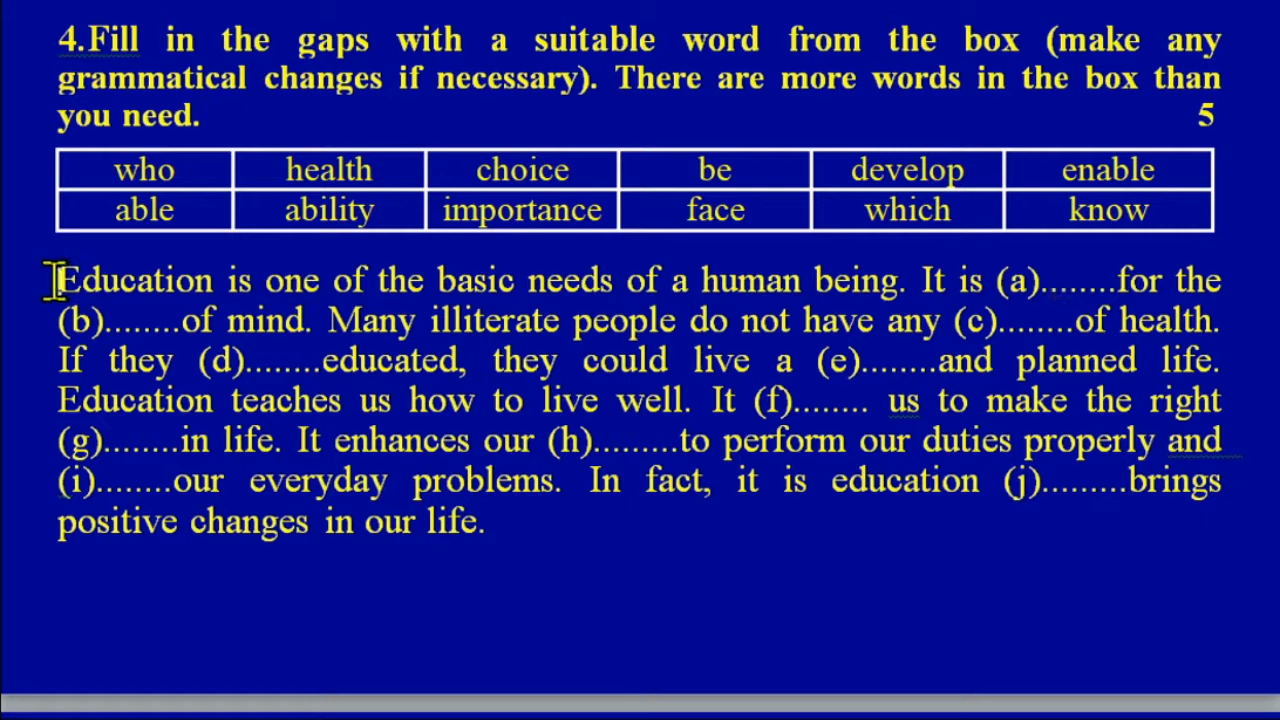 4.Fill in the gaps with a suitable word from the box (make any
grammatical changes if necessary). There are more words in the box than
you need. 5
who health choice be develop enable
able ability importance face which know
Education is one of the basic needs of a human being. It is (a)........for the
(b)........of mind. Many illiterate people do not have any (c)........of health.
If they (d)........educated, they could live a (e)........and planned life.
Education teaches us how to live well. It (f)........ us to make the right
(g)........in life. It enhances our (h).........to perform our duties properly and
(i)........our everyday problems. In fact, it is education (j).........brings
positive changes in our life.